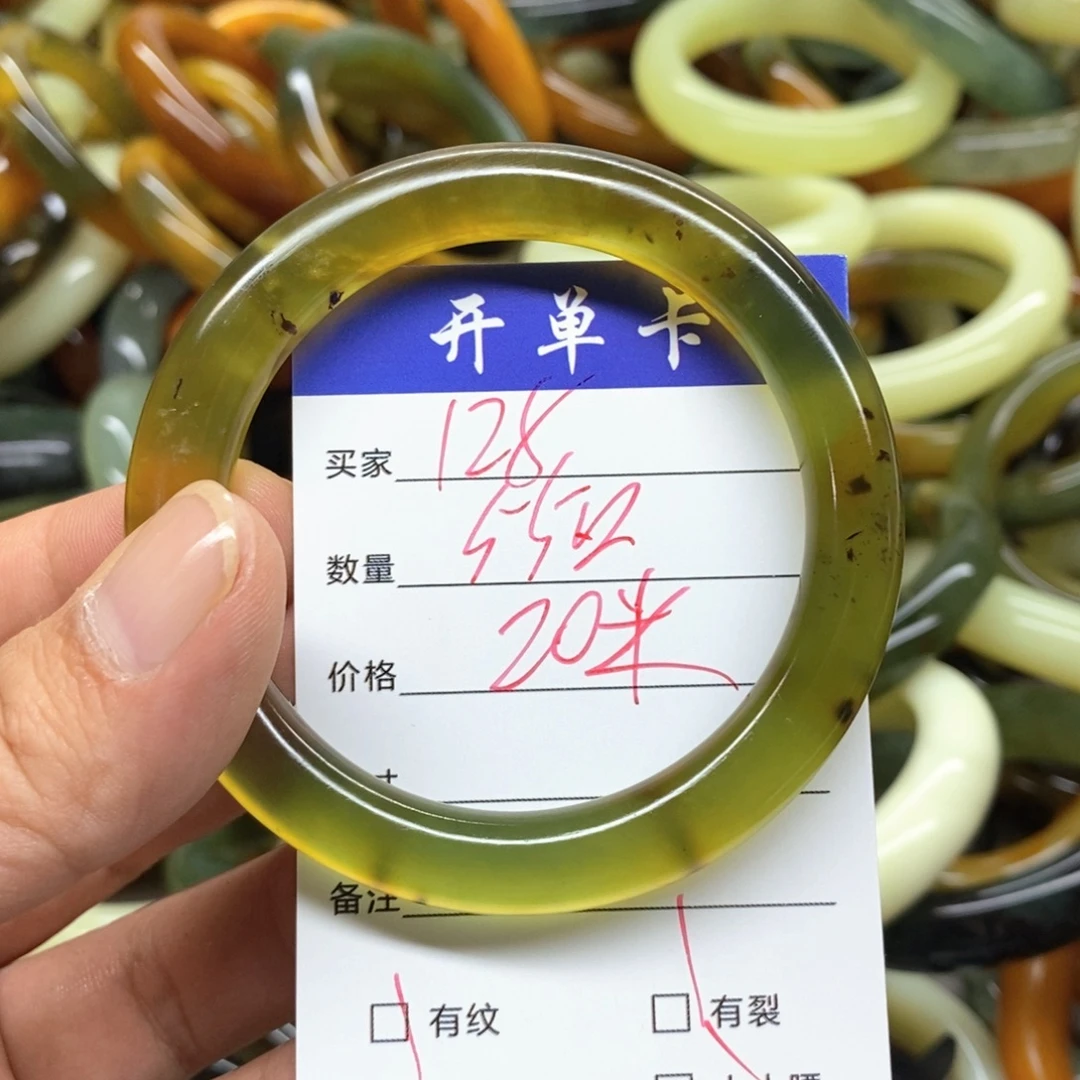 开单卡
买家 128
数量
价格 20米
备注
有纹 有裂